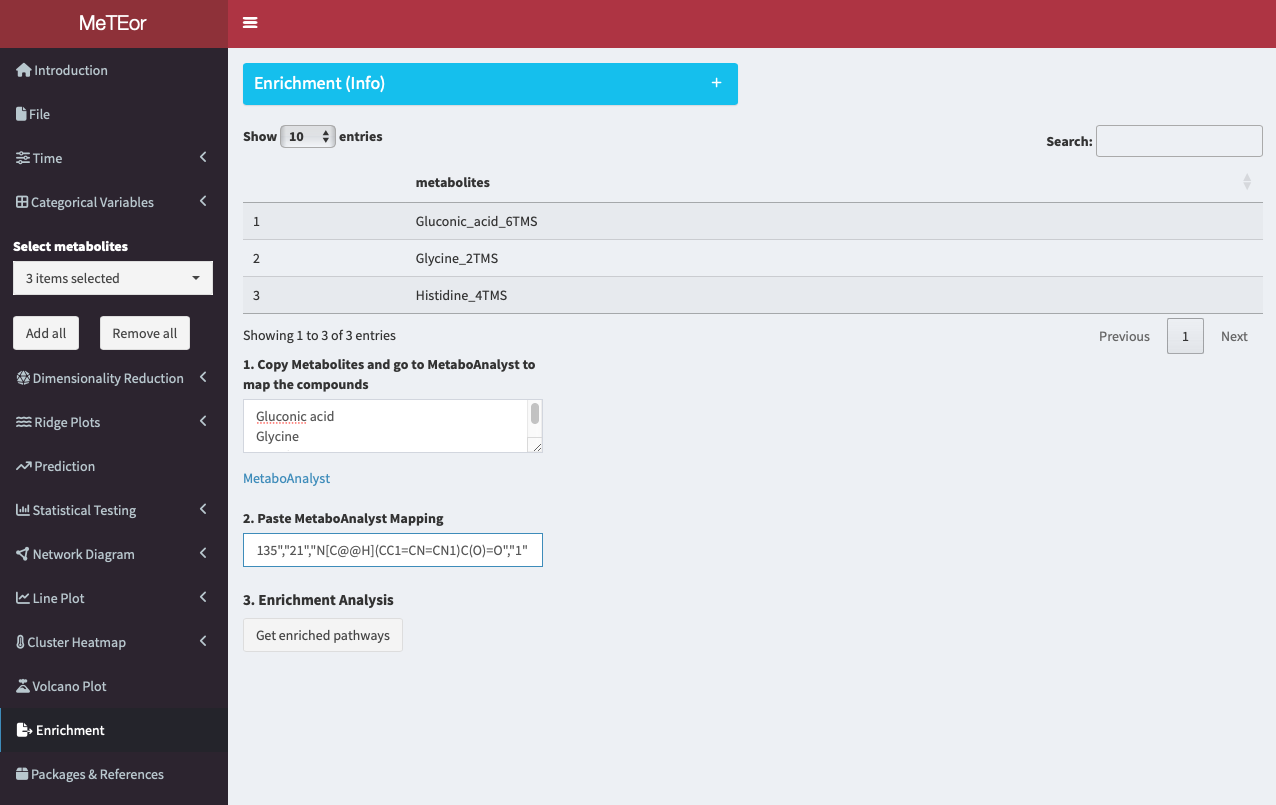 MeTEor
Introduction
File
Time
Categorical Variables
Select metabolites
3 items selected
Add all Remove all
Dimensionality Reduction
Ridge Plots
Prediction
Statistical Testing
Network Diagram
Line Plot
Cluster Heatmap
Volcano Plot
Enrichment
Packages & References
Enrichment (Info) +
Show 10 entries
Search:
metabolites
1 Gluconic_acid_6TMS
2 Glycine_2TMS
3 Histidine_4TMS
Showing 1 to 3 of 3 entries
Previous 1 Next
1. Copy Metabolites and go to MetaboAnalyst to
map the compounds
Gluconic acid
Glycine
MetaboAnalyst
2. Paste MetaboAnalyst Mapping
135","21","N[C@@H](CC1=CN=CN1)C(O)=O","1"
3. Enrichment Analysis
Get enriched pathways